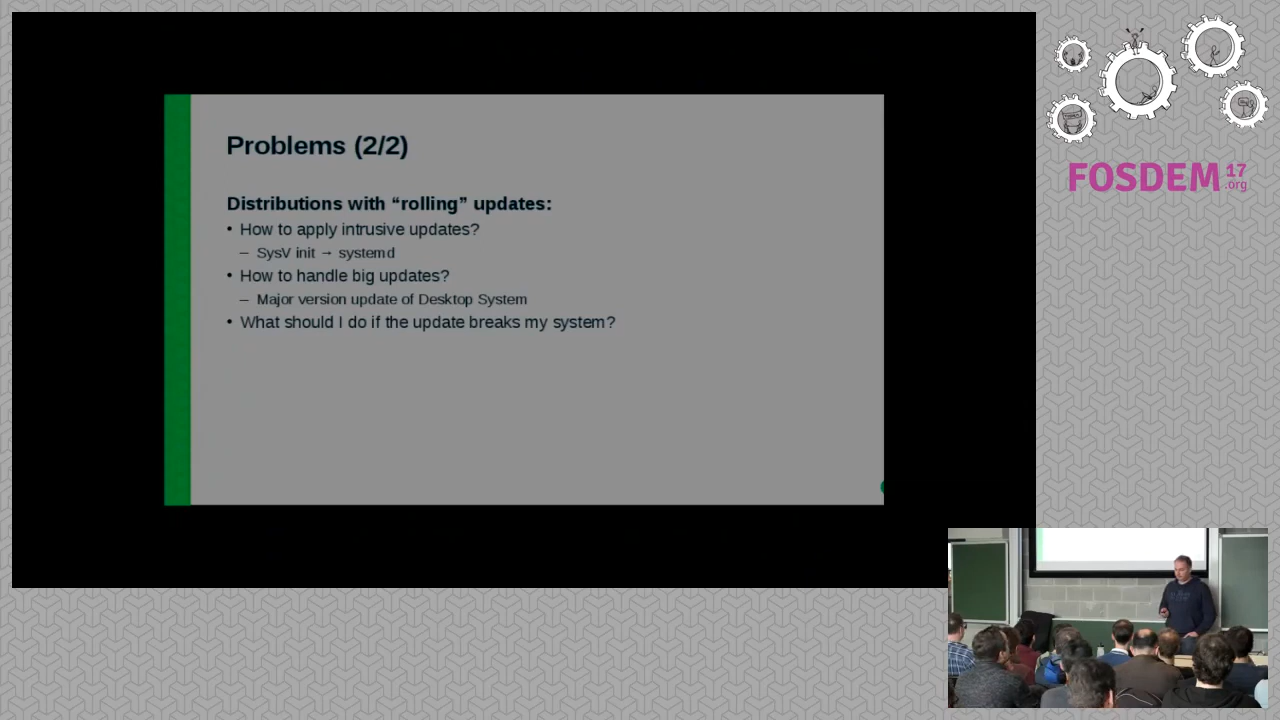 Problems (2/2)
Distributions with “rolling” updates:
• How to apply intrusive updates?
– SysV init → systemd
• How to handle big updates?
– Major version update of Desktop System
• What should I do if the update breaks my system?
FOSDEM 17
.org